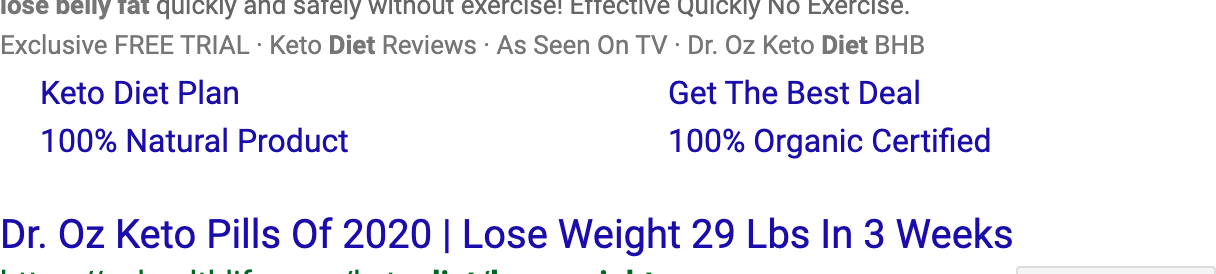 lose belly fat quickly and safely without exercise! Effective Quickly No Exercise.
Exclusive FREE TRIAL · Keto Diet Reviews · As Seen On TV · Dr. Oz Keto Diet BHB
Keto Diet Plan Get The Best Deal
100% Natural Product 100% Organic Certified
Dr. Oz Keto Pills Of 2020 | Lose Weight 29 Lbs In 3 Weeks